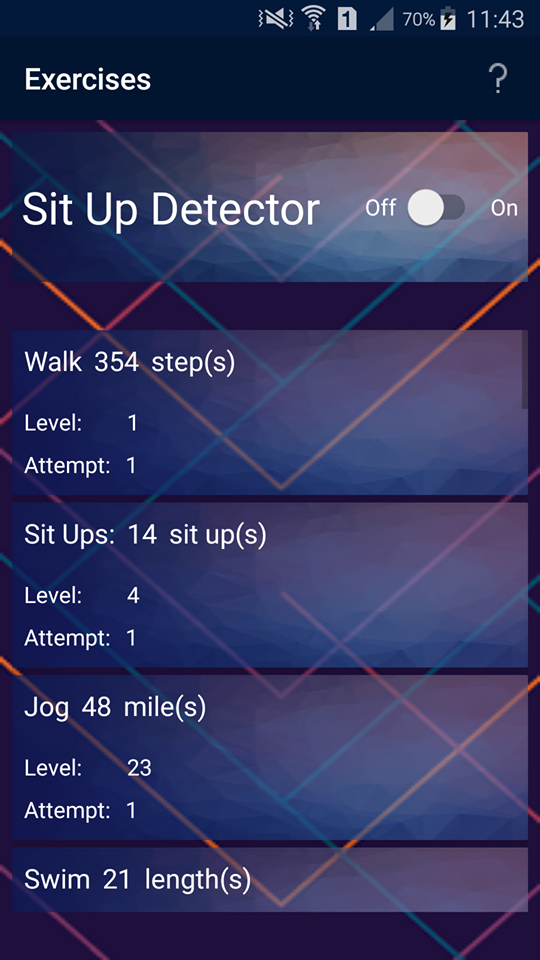 1 70% 11:43
Exercises ?
Sit Up Detector Off On
Walk 354 step(s)
Level: 1
Attempt: 1
Sit Ups: 14 sit up(s)
Level: 4
Attempt: 1
Jog 48 mile(s)
Level: 23
Attempt: 1
Swim 21 length(s)